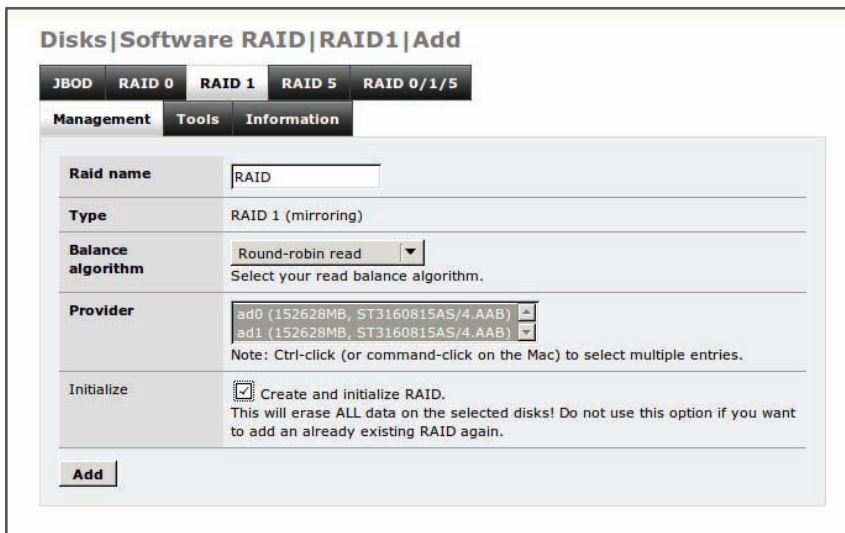 Disks|Software RAID|RAID1|Add
JBOD RAID 0 RAID 1 RAID 5 RAID 0/1/5
Management Tools Information
Raid name RAID
Type RAID 1 (mirroring)
Balance algorithm Round-robin read
Select your read balance algorithm.
Provider ad0 (152628MB, ST3160815AS/4.AAB)
ad1 (152628MB, ST3160815AS/4.AAB)
Note: Ctrl-click (or command-click on the Mac) to select multiple entries.
Initialize Create and initialize RAID.
This will erase ALL data on the selected disks! Do not use this option if you want
to add an already existing RAID again.
Add